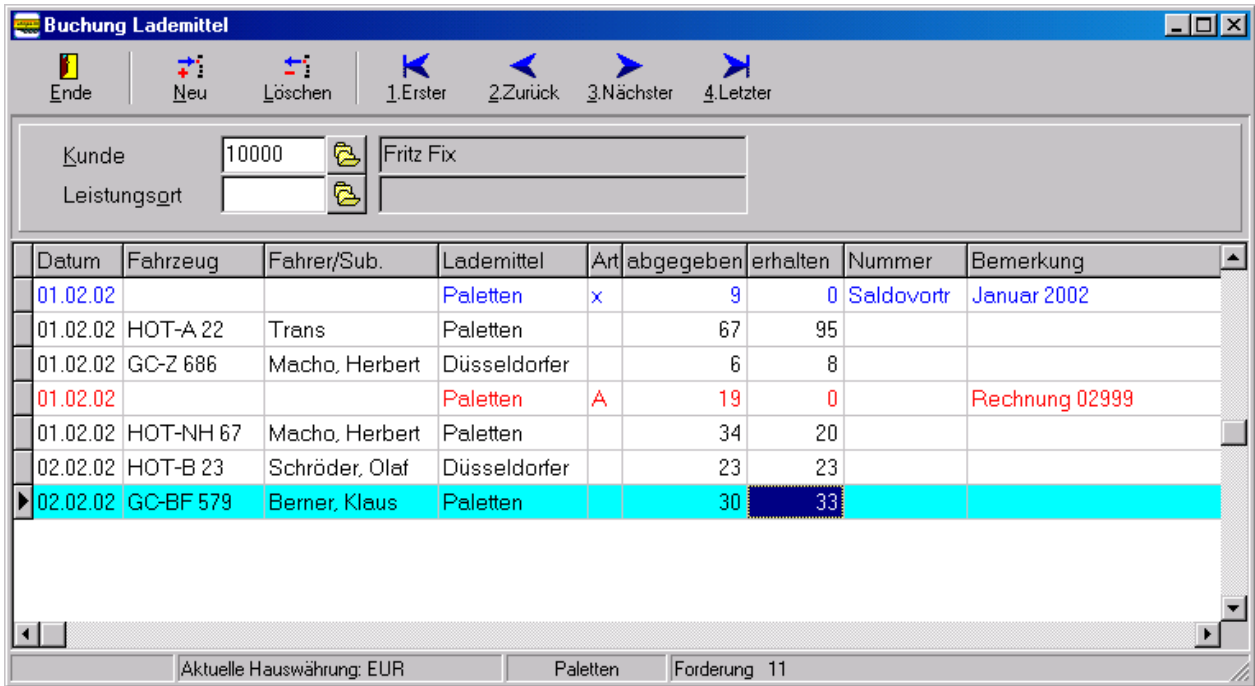 Buchung Lademittel
Ende Neu Löschen 1.Erster 2.Zurück 3.Nächster 4.Letzter
Kunde 10000 Fritz Fix
Leistungsort
Datum Fahrzeug Fahrer/Sub. Lademittel Art abgegeben erhalten Nummer Bemerkung
01.02.02 Paletten x 9 0 Saldovortr Januar 2002
01.02.02 HOT-A 22 Trans Paletten 67 95
01.02.02 GC-Z 686 Macho, Herbert Düsseldorfer 6 8
01.02.02 Paletten A 19 0 Rechnung 02999
01.02.02 HOT-NH 67 Macho, Herbert Paletten 34 20
02.02.02 HOT-B 23 Schröder, Olaf Düsseldorfer 23 23
02.02.02 GC-BF 579 Berner, Klaus Paletten 30 33
Aktuelle Hauswährung: EUR Paletten Forderung 11